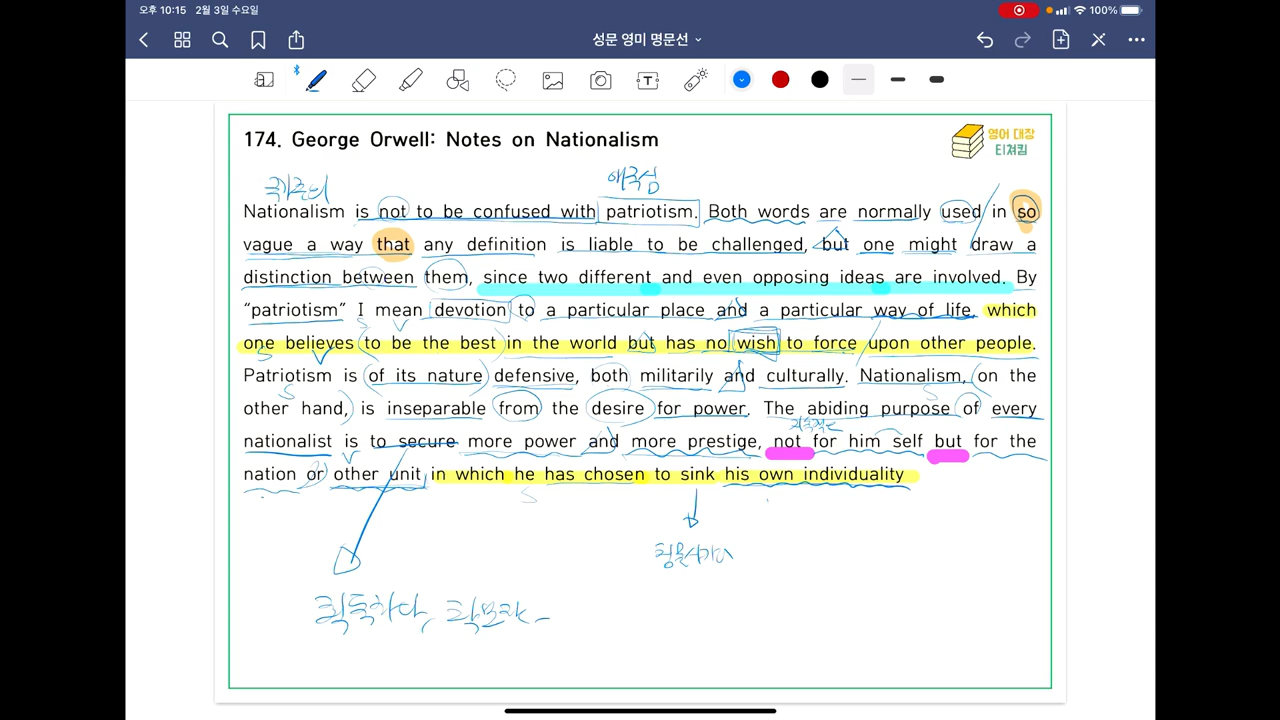 오후 10:15 2월 3일 수요일
100%
성문 영미 명문선
174. George Orwell: Notes on Nationalism
영어 대장
티쳐킴
국가주의
애국심
Nationalism is not to be confused with patriotism. Both words are normally used in so
vague a way that any definition is liable to be challenged, but one might draw a
distinction between them, since two different and even opposing ideas are involved. By
“patriotism” I mean devotion to a particular place and a particular way of life, which
one believes to be the best in the world but has no wish to force upon other people.
Patriotism is of its nature defensive, both militarily and culturally. Nationalism, on the
other hand, is inseparable from the desire for power. The abiding purpose of every
nationalist is to secure more power and more prestige, not for him self but for the
nation or other unit in which he has chosen to sink his own individuality
획득하다,